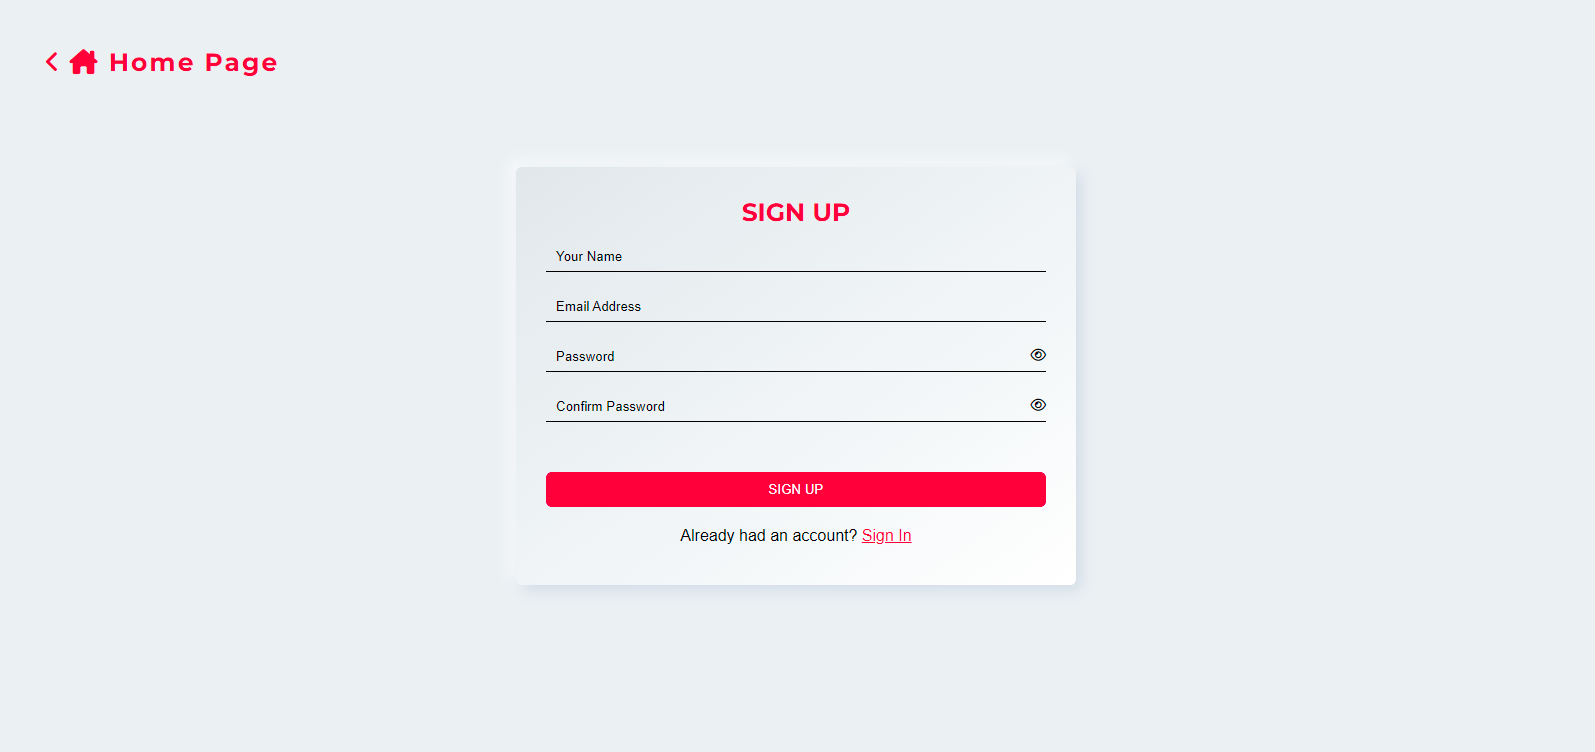 Home Page
SIGN UP
Your Name
Email Address
Password
Confirm Password
SIGN UP
Already had an account? Sign In